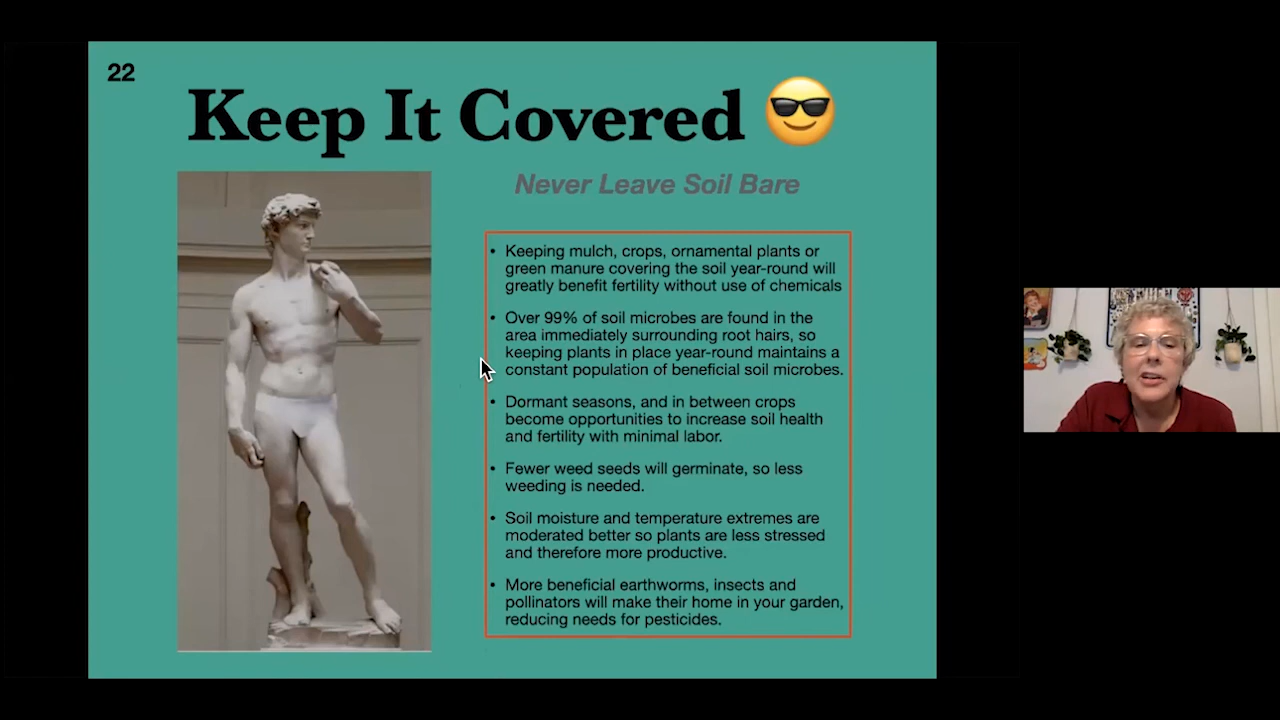 22
Keep It Covered 😎
Never Leave Soil Bare
• Keeping mulch, crops, ornamental plants or
green manure covering the soil year-round will
greatly benefit fertility without use of chemicals
• Over 99% of soil microbes are found in the
area immediately surrounding root hairs, so
keeping plants in place year-round maintains a
constant population of beneficial soil microbes.
• Dormant seasons, and in between crops
become opportunities to increase soil health
and fertility with minimal labor.
• Fewer weed seeds will germinate, so less
weeding is needed.
• Soil moisture and temperature extremes are
moderated better so plants are less stressed
and therefore more productive.
• More beneficial earthworms, insects and
pollinators will make their home in your garden,
reducing needs for pesticides.